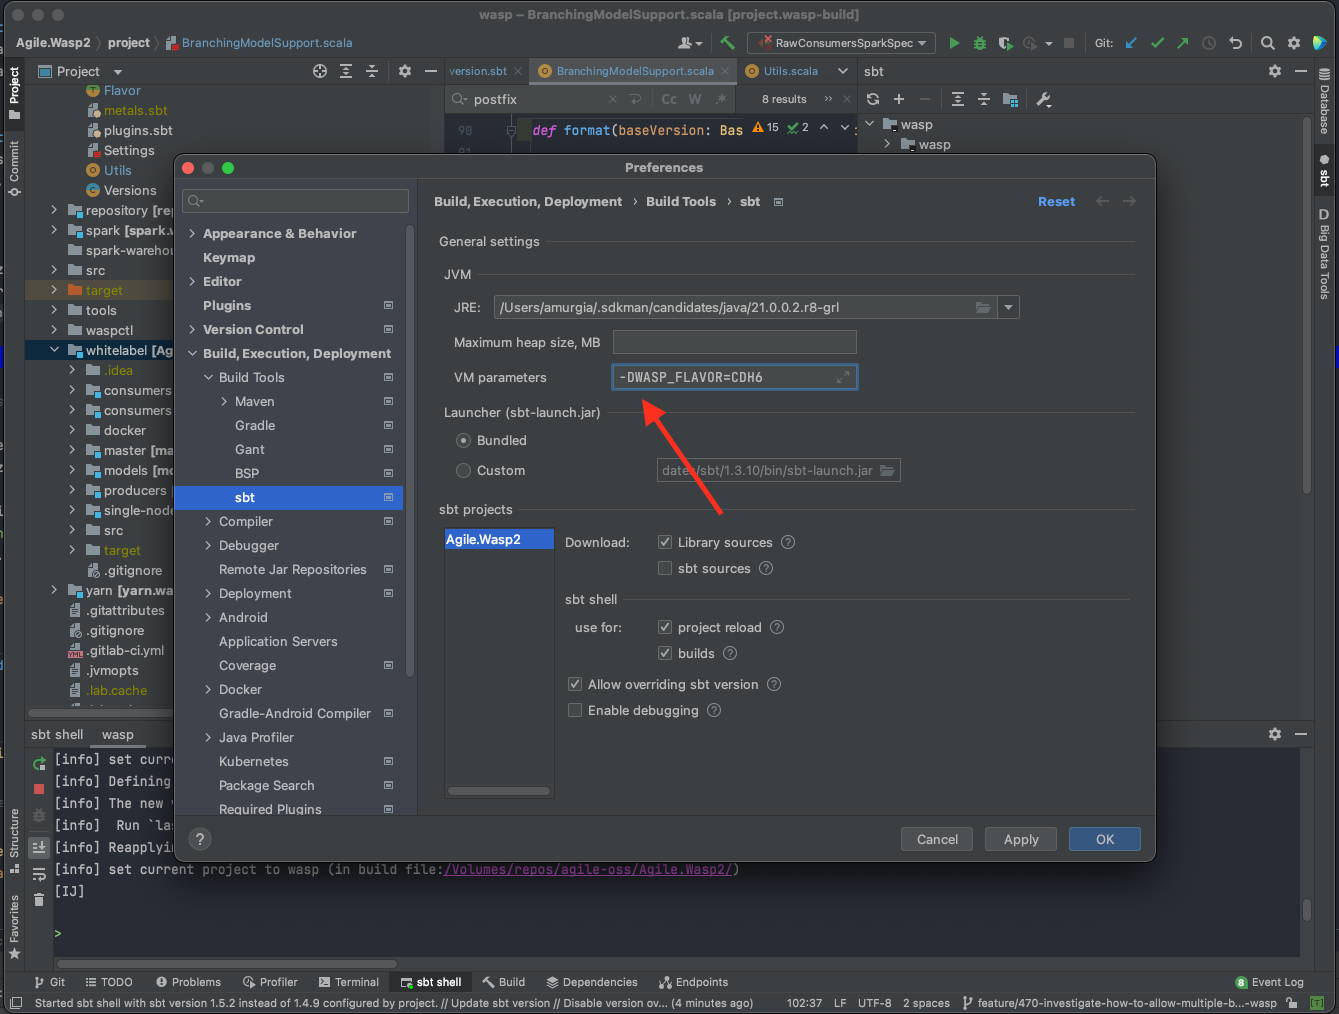 wasp – BranchingModelSupport.scala [project.wasp-build]
Agile.Wasp2 project BranchingModelSupport.scala
RawConsumersSparkSpec Git:
Project
version.sbt BranchingModelSupport.scala Utils.scala
sbt
postfix Cc W .* 8 results
90 def format(baseVersion: Bas 15 2
91
wasp
wasp
Flavor
metals.sbt
plugins.sbt
Settings
Utils
Versions
repository [rep
spark [spark.w
spark-warehou
src
target
tools
waspctl
whitelabel [Ag
.idea
consumers
consumers
docker
master [ma
models [mo
producers [
single-node
src
target
.gitignore
yarn [yarn.wa
.gitattributes
.gitignore
.gitlab-ci.yml
.jvmopts
.lab.cache
Project
Commit
Structure
Favorites
Database
sbt
Big Data Tools
Preferences
Appearance & Behavior
Keymap
Editor
Plugins
Version Control
Build, Execution, Deployment
Build Tools
Maven
Gradle
Gant
BSP
sbt
Compiler
Debugger
Remote Jar Repositories
Deployment
Android
Application Servers
Coverage
Docker
Gradle-Android Compiler
Java Profiler
Kubernetes
Package Search
Required Plugins
Build, Execution, Deployment › Build Tools › sbt
Reset
General settings
JVM
JRE: /Users/amurgia/.sdkman/candidates/java/21.0.0.2.r8-grl
Maximum heap size, MB
VM parameters -DWASP_FLAVOR=CDH6
Launcher (sbt-launch.jar)
Bundled
Custom dates/sbt/1.3.10/bin/sbt-launch.jar
sbt projects
Agile.Wasp2
Download: Library sources ?
sbt sources ?
sbt shell
use for: project reload ?
builds ?
Allow overriding sbt version ?
Enable debugging ?
? Cancel Apply OK
sbt shell wasp
[info] set curre
[info] Defining
[info] The new v
[info] Run `las
[info] Reapplyin
[info] set current project to wasp (in build file:/Volumes/repos/agile-oss/Agile.Wasp2/)
[IJ]
>
Git TODO Problems Profiler Terminal sbt shell Build Dependencies Endpoints 8 Event Log
Started sbt shell with sbt version 1.5.2 instead of 1.4.9 configured by project. // Update sbt version // Disable version ov... (4 minutes ago) 102:37 LF UTF-8 2 spaces feature/470-investigate-how-to-allow-multiple-b...-wasp [T]